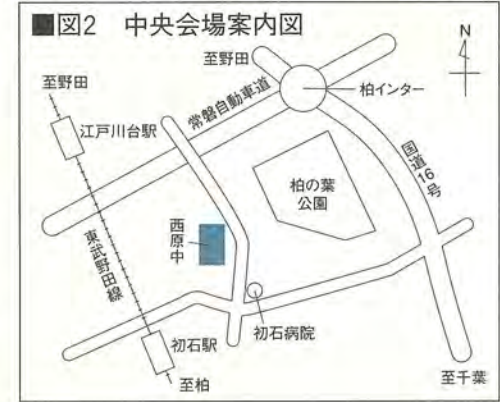 ■図2 中央会場案内図
至野田
N
至野田
常磐自動車道
柏インター
江戸川台駅
国道16号
柏の葉
公園
西原中
東武野田線
初石病院
初石駅
至柏
至千葉